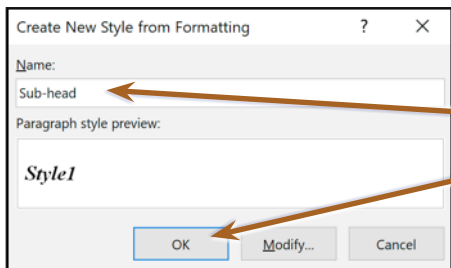 Create New Style from Formatting ? ×
Name:
Sub-head
Paragraph style preview:
Style1
OK Modify... Cancel